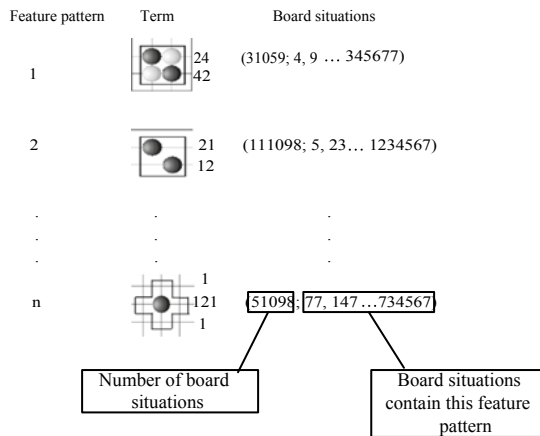 Feature pattern Term Board situations
24 (31059; 4, 9 … 345677)
1 42
2 21 (111098; 5, 23… 1234567)
12
. . .
. . .
. . .
1
n 121 (51098; 77, 147 …734567)
1
Number of board
situations
Board situations
contain this feature
pattern